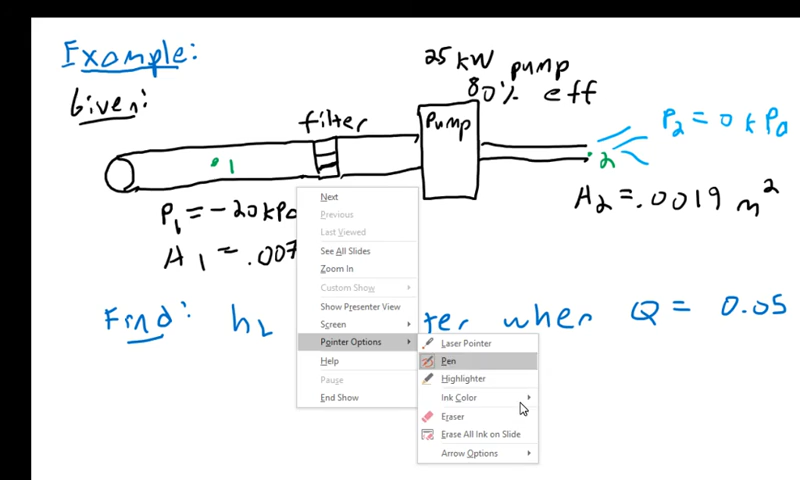 Example:
25 kW pump
80% eff
Given:
filter
Pump
P2 = 0 kPa
1
2
A2 = .0019 m²
P1 = -20 kPa
A1 = .007
Find: hL
ter when Q = 0.05
Next
Previous
Last Viewed
See All Slides
Zoom In
Custom Show
Show Presenter View
Screen
Pointer Options
Help
Pause
End Show
Laser Pointer
Pen
Highlighter
Ink Color
Eraser
Erase All Ink on Slide
Arrow Options